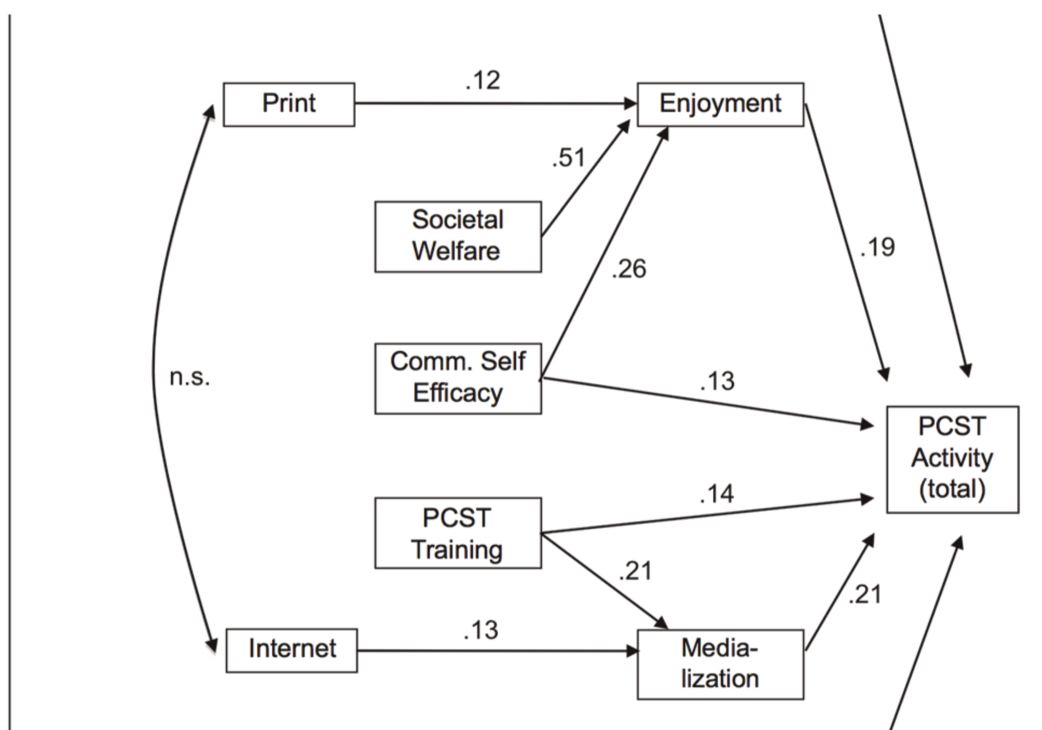 .12
Print
Enjoyment
.51
Societal
Welfare
.19
.26
Comm. Self
Efficacy
n.s.
.13
PCST
Activity
(total)
.14
PCST
Training
.21
.21
.13
Internet
Media-
lization